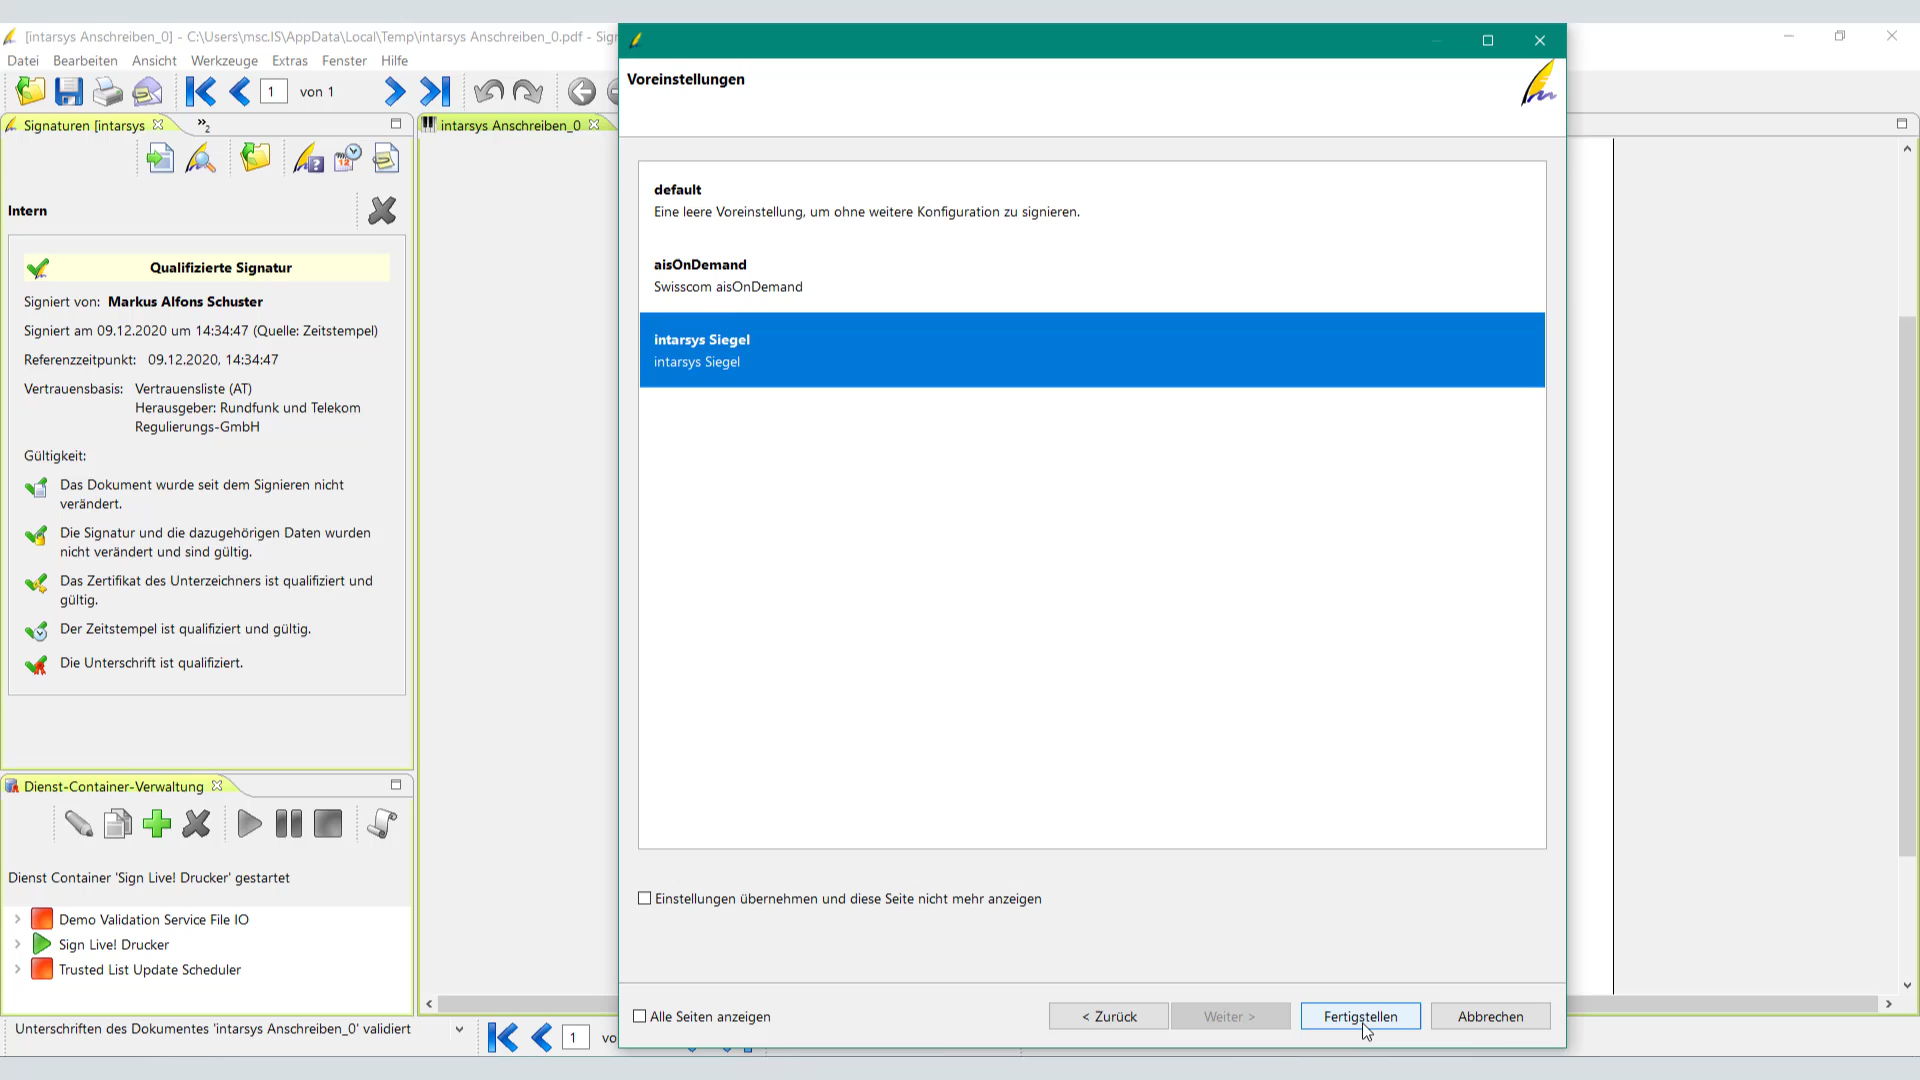 [intarsys Anschreiben_0] - C:\Users\msc.IS\AppData\Local\Temp\intarsys Anschreiben_0.pdf - Sign
Datei Bearbeiten Ansicht Werkzeuge Extras Fenster Hilfe
1 von 1
Signaturen [intarsys
2
intarsys Anschreiben_0
12
Intern
Qualifizierte Signatur
Signiert von: Markus Alfons Schuster
Signiert am 09.12.2020 um 14:34:47 (Quelle: Zeitstempel)
Referenzzeitpunkt: 09.12.2020, 14:34:47
Vertrauensbasis: Vertrauensliste (AT)
Herausgeber: Rundfunk und Telekom
Regulierungs-GmbH
Gültigkeit:
Das Dokument wurde seit dem Signieren nicht
verändert.
Die Signatur und die dazugehörigen Daten wurden
nicht verändert und sind gültig.
Das Zertifikat des Unterzeichners ist qualifiziert und
gültig.
Der Zeitstempel ist qualifiziert und gültig.
Die Unterschrift ist qualifiziert.
Dienst-Container-Verwaltung
Dienst Container 'Sign Live! Drucker' gestartet
Demo Validation Service File IO
Sign Live! Drucker
Trusted List Update Scheduler
Unterschriften des Dokumentes 'intarsys Anschreiben_0' validiert
1 vo
Voreinstellungen
default
Eine leere Voreinstellung, um ohne weitere Konfiguration zu signieren.
aisOnDemand
Swisscom aisOnDemand
intarsys Siegel
intarsys Siegel
Einstellungen übernehmen und diese Seite nicht mehr anzeigen
Alle Seiten anzeigen
< Zurück
Weiter >
Fertigstellen
Abbrechen